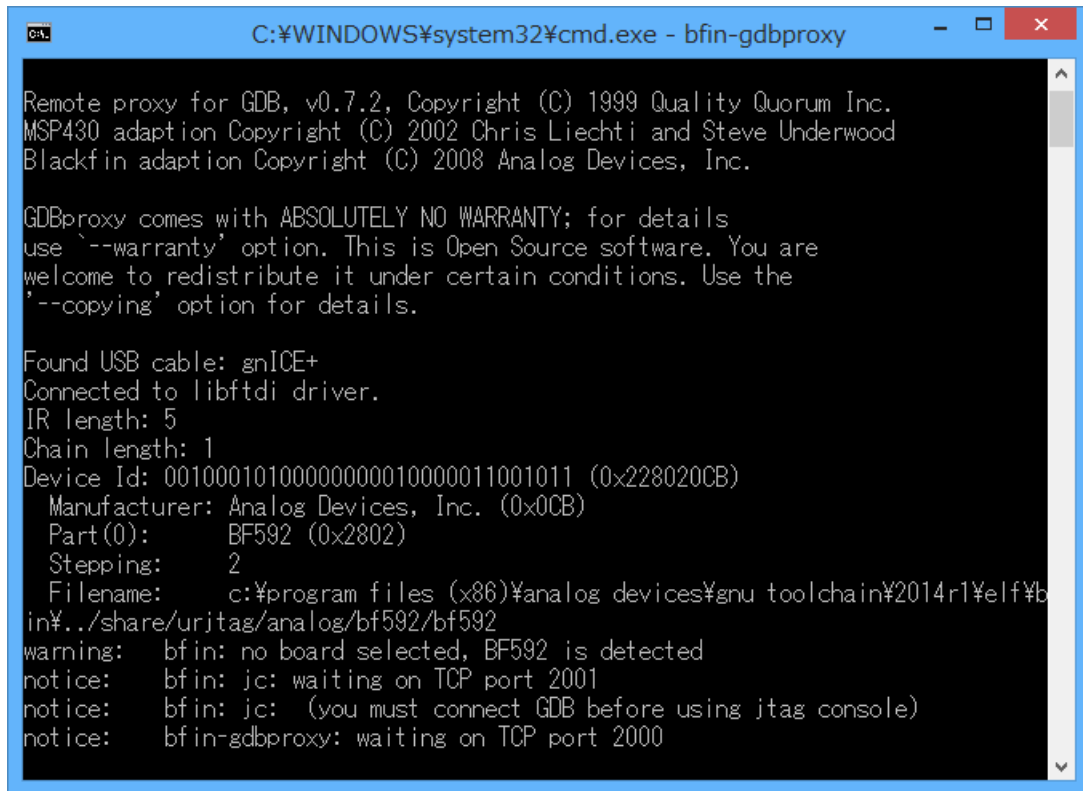 C:¥WINDOWS¥system32¥cmd.exe - bfin-gdbproxy
Remote proxy for GDB, v0.7.2, Copyright (C) 1999 Quality Quorum Inc.
MSP430 adaption Copyright (C) 2002 Chris Liechti and Steve Underwood
Blackfin adaption Copyright (C) 2008 Analog Devices, Inc.
GDBproxy comes with ABSOLUTELY NO WARRANTY; for details
use `--warranty' option. This is Open Source software. You are
welcome to redistribute it under certain conditions. Use the
'--copying' option for details.
Found USB cable: gnICE+
Connected to libftdi driver.
IR length: 5
Chain length: 1
Device Id: 00100010100000000010000011001011 (0x228020CB)
Manufacturer: Analog Devices, Inc. (0x0CB)
Part(0): BF592 (0x2802)
Stepping: 2
Filename: c:¥program files (x86)¥analog devices¥gnu toolchain¥2014r1¥elf¥b
in¥../share/urjtag/analog/bf592/bf592
warning: bfin: no board selected, BF592 is detected
notice: bfin: jc: waiting on TCP port 2001
notice: bfin: jc: (you must connect GDB before using jtag console)
notice: bfin-gdbproxy: waiting on TCP port 2000